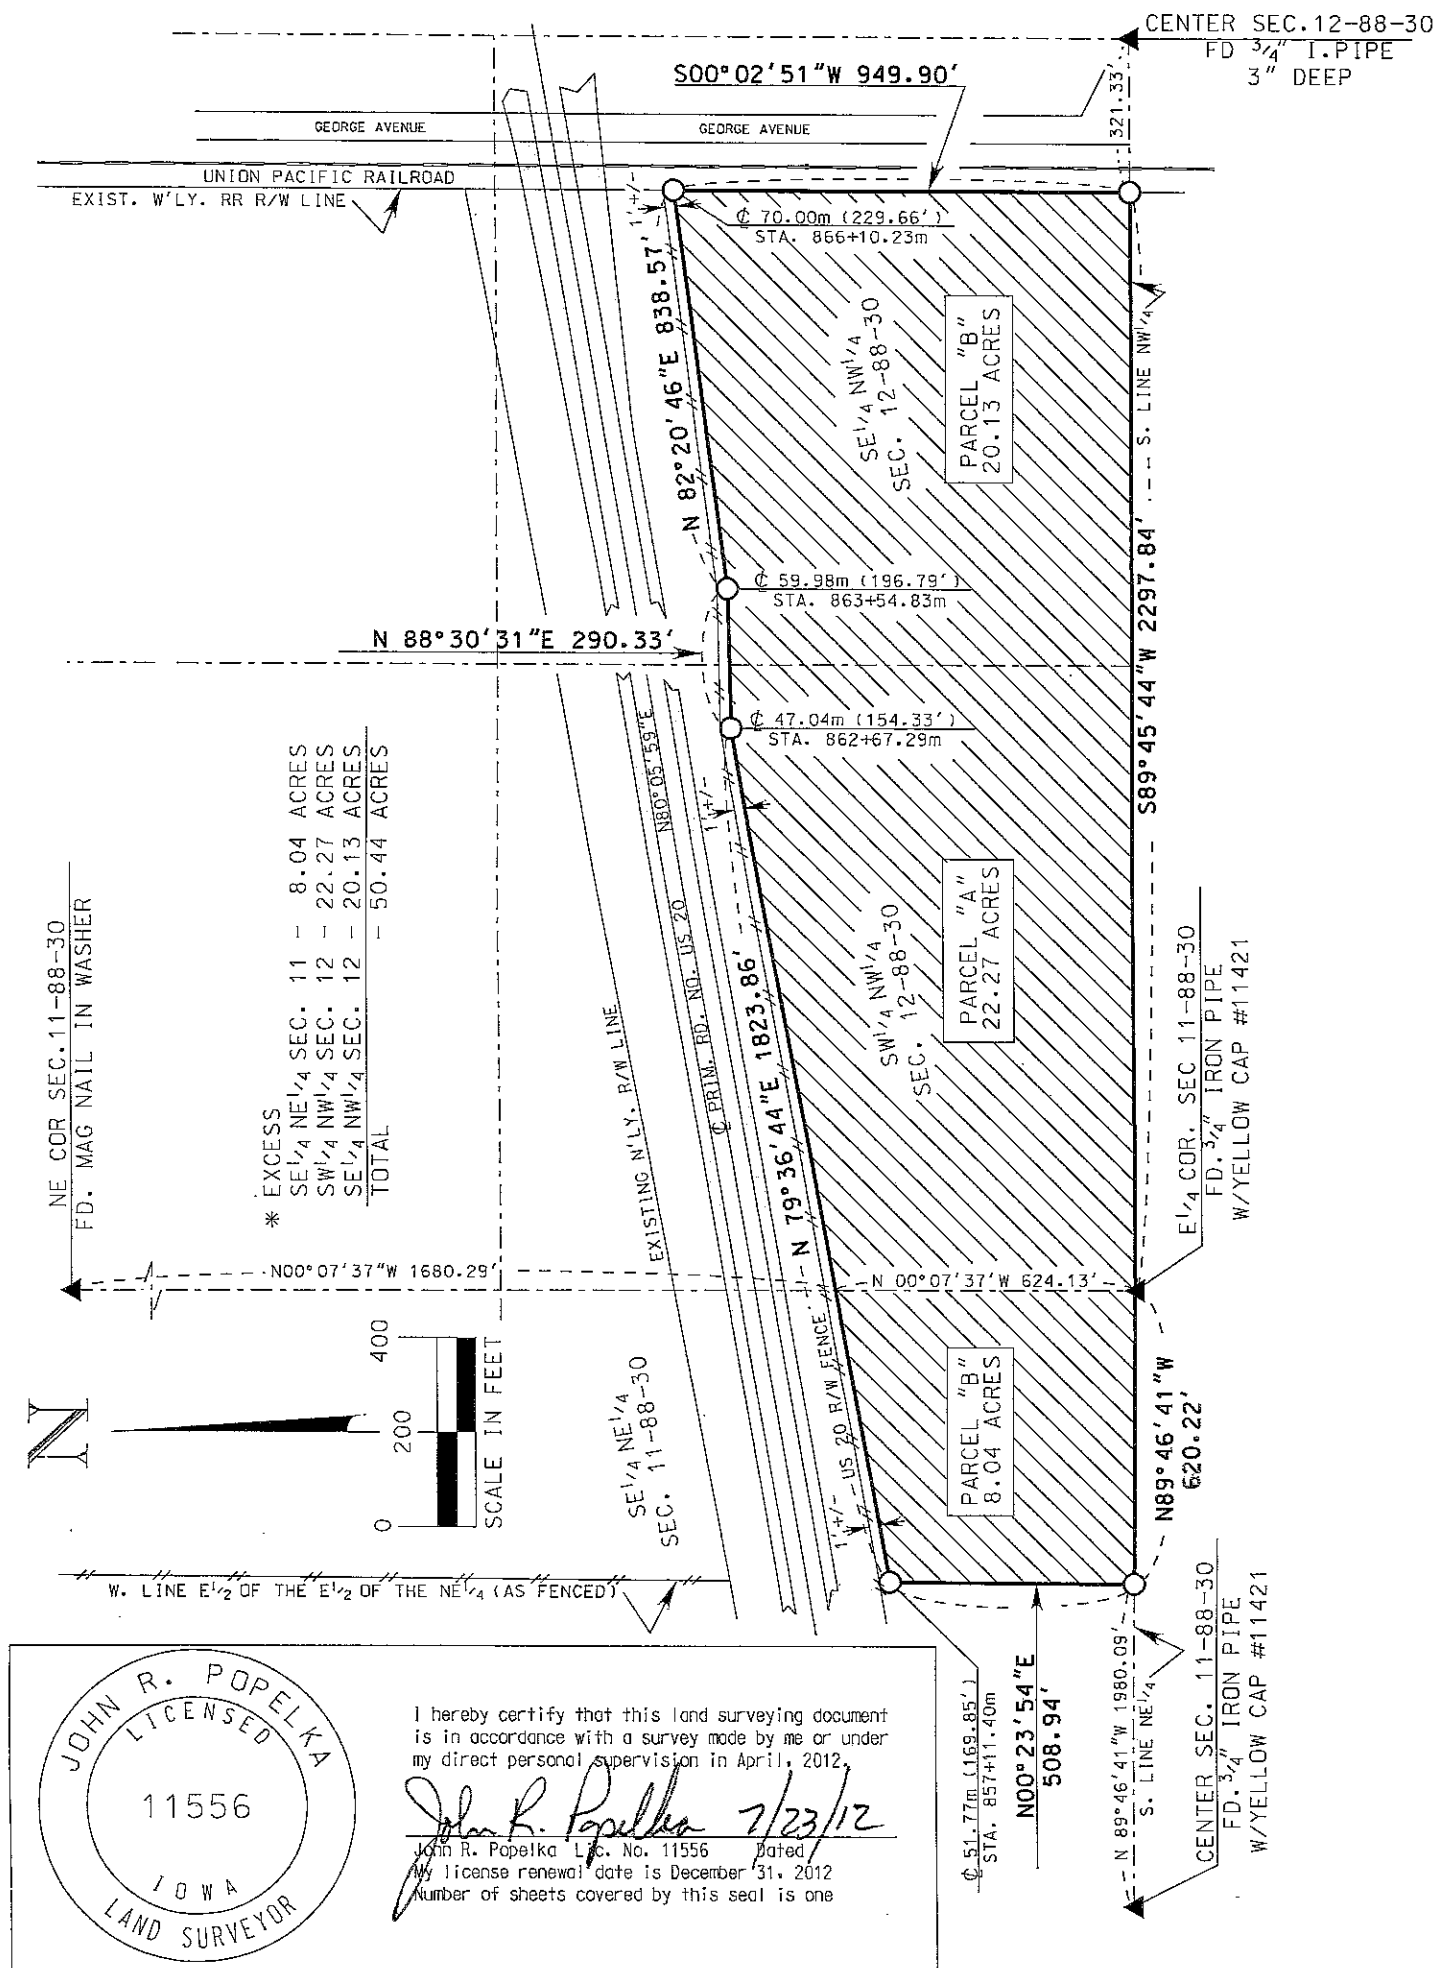 CENTER SEC.12-88-30
FD 3/4" I.PIPE
3" DEEP
S00°02'51"W 949.90'
321.33'
GEORGE AVENUE
GEORGE AVENUE
UNION PACIFIC RAILROAD
EXIST. W'LY. RR R/W LINE
1'+/-
₵ 70.00m (229.66')
STA. 866+10.23m
N 82°20'46"E 838.57'
SE1/4 NW1/4
SEC. 12-88-30
PARCEL "B"
20.13 ACRES
S. LINE NW1/4
₵ 59.98m (196.79')
STA. 863+54.83m
N 88°30'31"E 290.33'
₵ 47.04m (154.33')
STA. 862+67.29m
S89°45'44"W 2297.84'
N80°05'59"E
1'+/-
₵ PRIM. RD. NO. US 20
N 79°36'44"E 1823.86'
SW1/4 NW1/4
SEC. 12-88-30
PARCEL "A"
22.27 ACRES
NE COR SEC.11-88-30
FD. MAG NAIL IN WASHER
* EXCESS
SE1/4 NE1/4 SEC. 11 - 8.04 ACRES
SW1/4 NW1/4 SEC. 12 - 22.27 ACRES
SE1/4 NW1/4 SEC. 12 - 20.13 ACRES
TOTAL - 50.44 ACRES
EXISTING N'LY. R/W LINE
E1/4 COR. SEC 11-88-30
FD. 3/4" IRON PIPE
W/YELLOW CAP #11421
N00°07'37"W 1680.29'
N 00°07'37'W 624.13'
N
0 200 400
SCALE IN FEET
SE1/4 NE1/4
SEC. 11-88-30
US 20 R/W FENCE
1'+/-
PARCEL "B"
8.04 ACRES
N89°46'41"W
620.22'
W. LINE E1/2 OF THE E1/2 OF THE NE1/4 (AS FENCED)
₵ 51.77m (169.85')
STA. 857+11.40m
N00°23'54"E
508.94'
N 89°46'41"W 1980.09'
S. LINE NE1/4
CENTER SEC. 11-88-30
FD. 3/4" IRON PIPE
W/YELLOW CAP #11421
JOHN R. POPELKA
LICENSED
11556
IOWA
LAND SURVEYOR
I hereby certify that this land surveying document
is in accordance with a survey made by me or under
my direct personal supervision in April, 2012.
John R. Popelka 7/23/12
John R. Popelka Lic. No. 11556 Dated
My license renewal date is December 31, 2012
Number of sheets covered by this seal is one